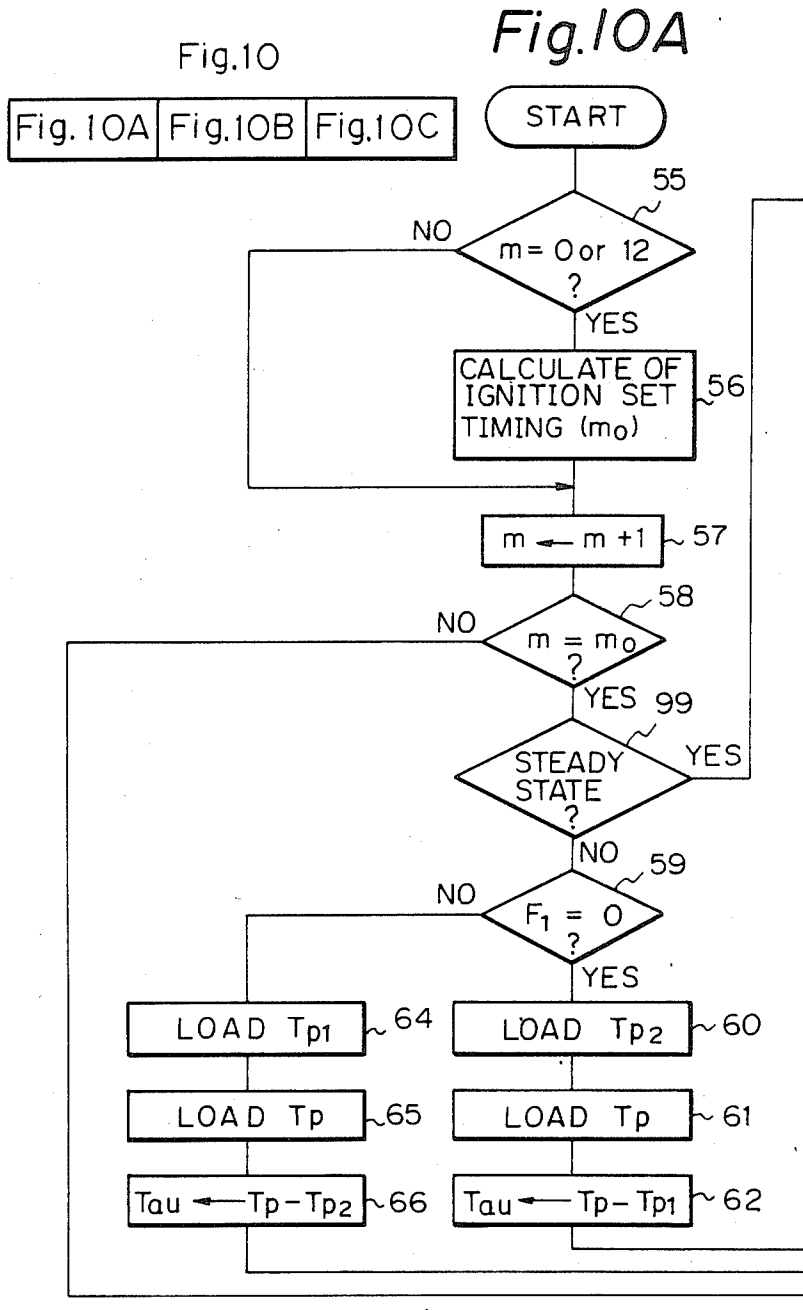 Fig.10
Fig.10A
Fig.10A Fig.10B Fig.10C
START
55
NO
m = 0 or 12
?
YES
CALCULATE OF
IGNITION SET
TIMING (m0)
56
m ← m +1
57
58
NO
m = m0
?
YES
99
STEADY
STATE
?
YES
NO
59
NO
F1 = 0
?
YES
LOAD Tp1
64
LOAD Tp2
60
LOAD Tp
65
LOAD Tp
61
Tau ← Tp-Tp2
66
Tau ← Tp-Tp1
62